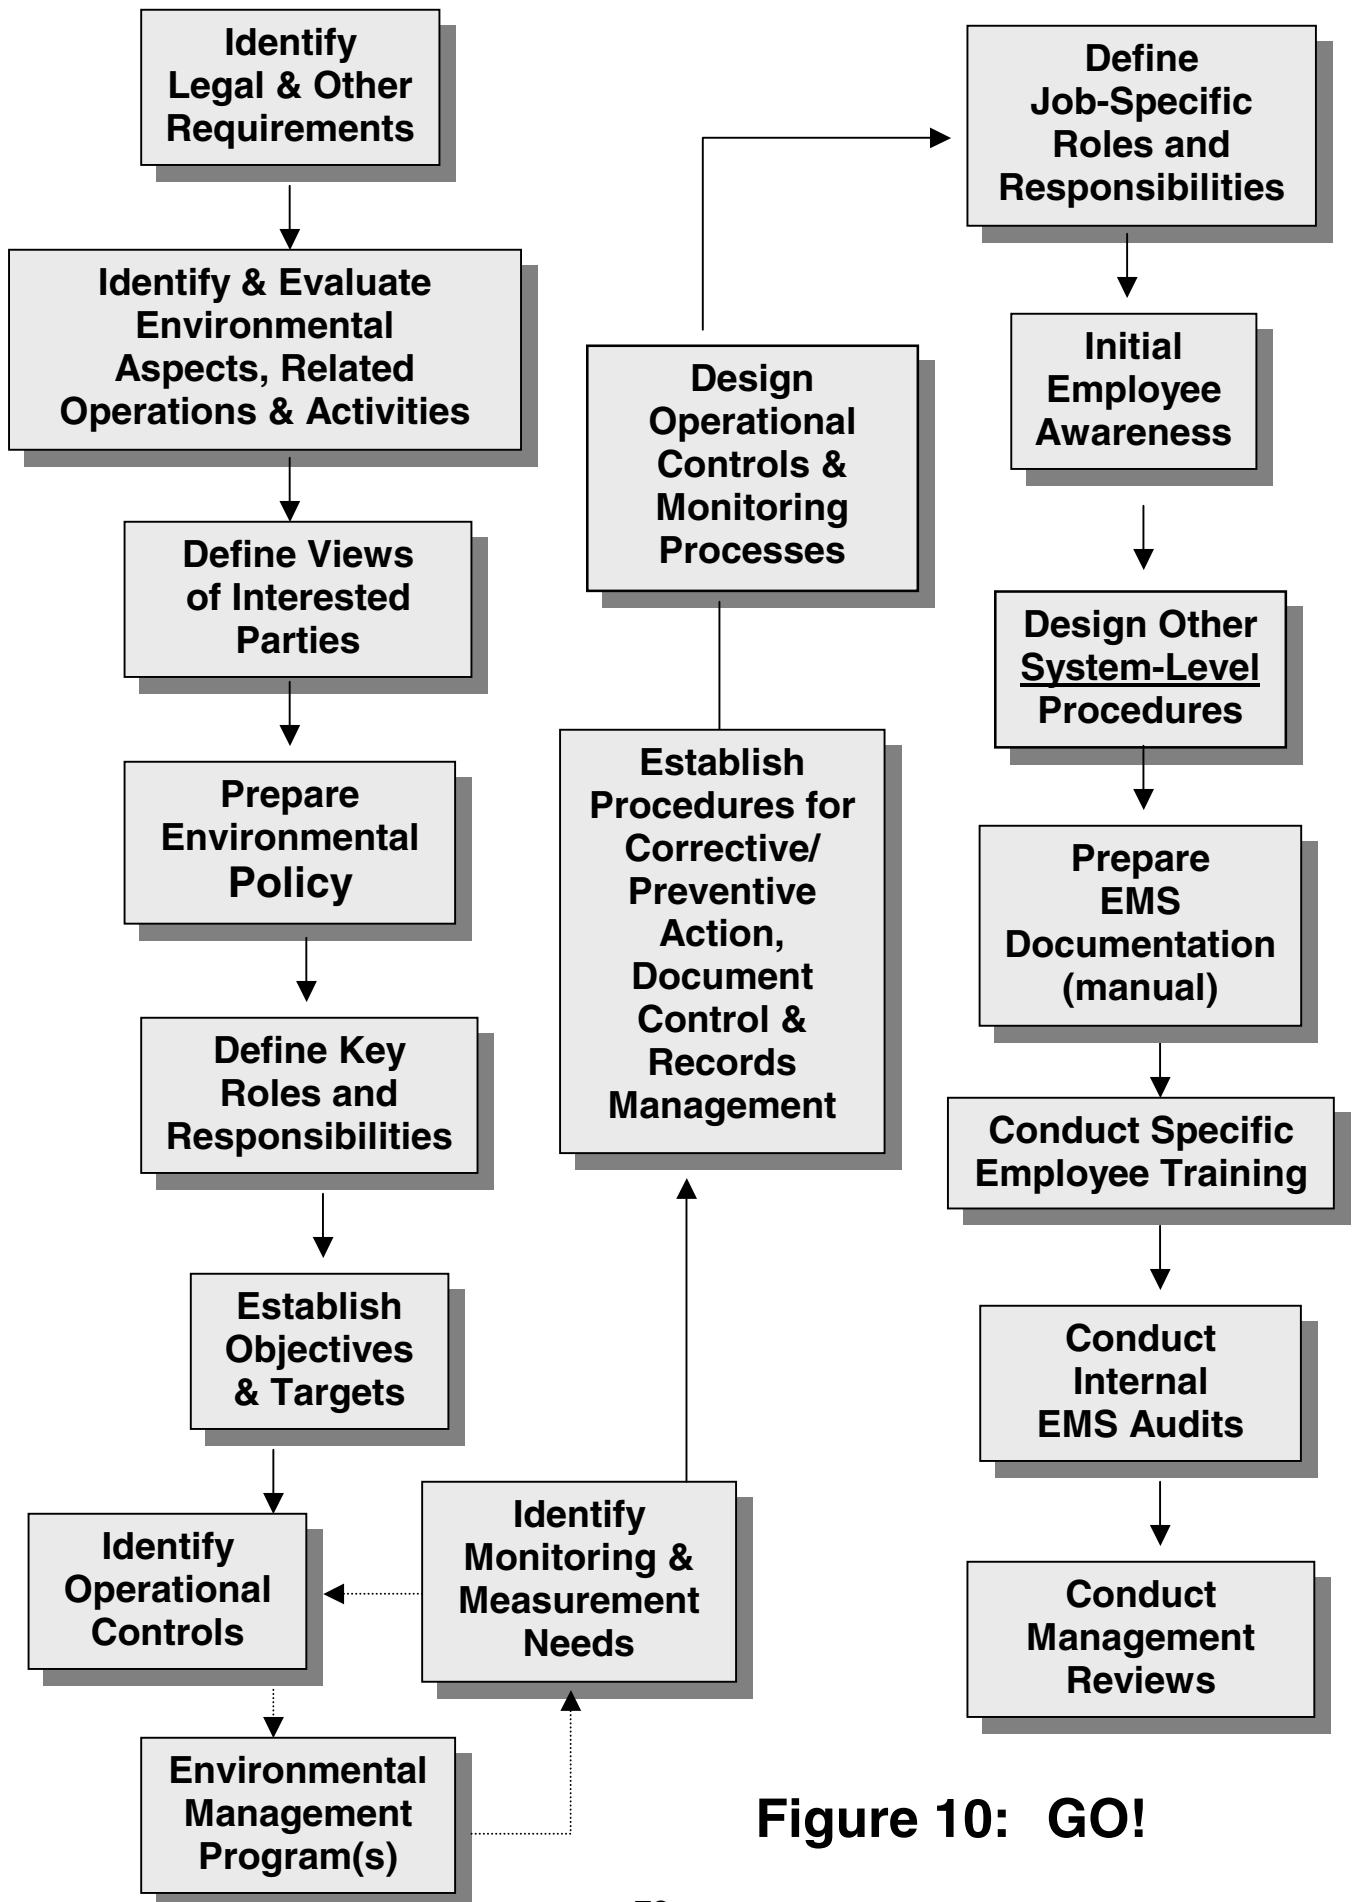 Identify
Legal & Other
Requirements
Identify & Evaluate
Environmental
Aspects, Related
Operations & Activities
Define Views
of Interested
Parties
Prepare
Environmental
Policy
Define Key
Roles and
Responsibilities
Establish
Objectives
& Targets
Identify
Operational
Controls
Environmental
Management
Program(s)
Identify
Monitoring &
Measurement
Needs
Establish
Procedures for
Corrective/
Preventive
Action,
Document
Control &
Records
Management
Design
Operational
Controls &
Monitoring
Processes
Define
Job-Specific
Roles and
Responsibilities
Initial
Employee
Awareness
Design Other
System-Level
Procedures
Prepare
EMS
Documentation
(manual)
Conduct Specific
Employee Training
Conduct
Internal
EMS Audits
Conduct
Management
Reviews
Figure 10: GO!